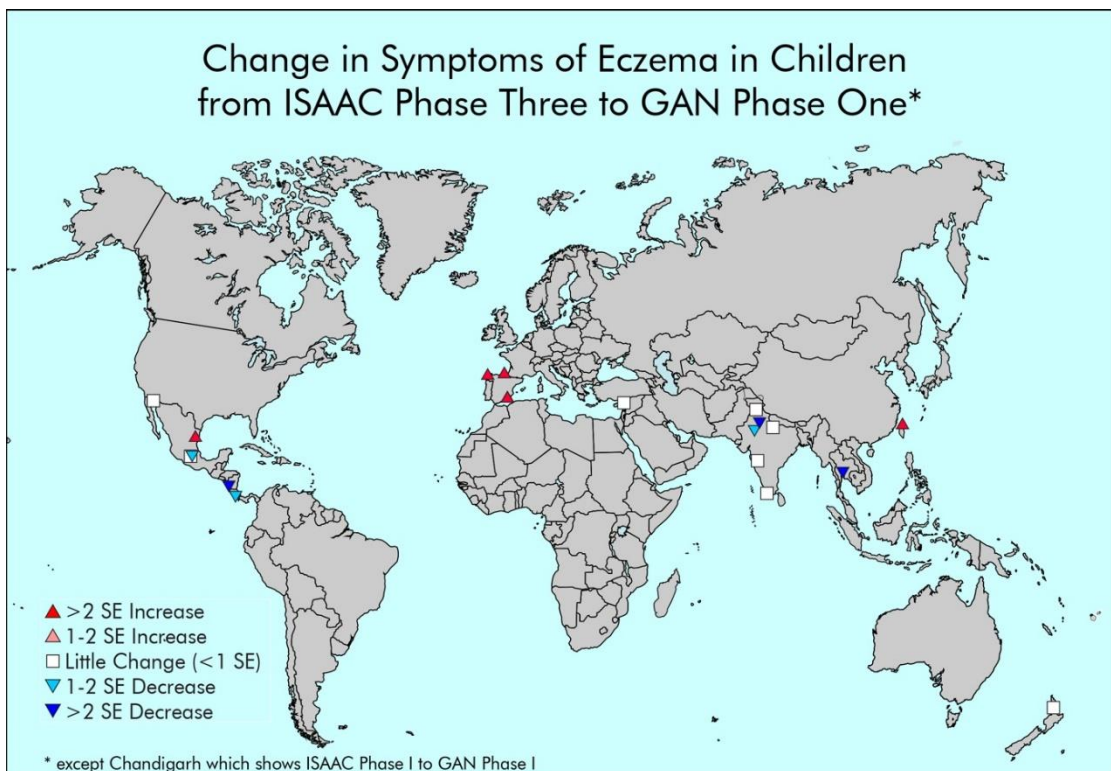 Change in Symptoms of Eczema in Children
from ISAAC Phase Three to GAN Phase One*
>2 SE Increase
1-2 SE Increase
Little Change (<1 SE)
1-2 SE Decrease
>2 SE Decrease
* except Chandigarh which shows ISAAC Phase I to GAN Phase I